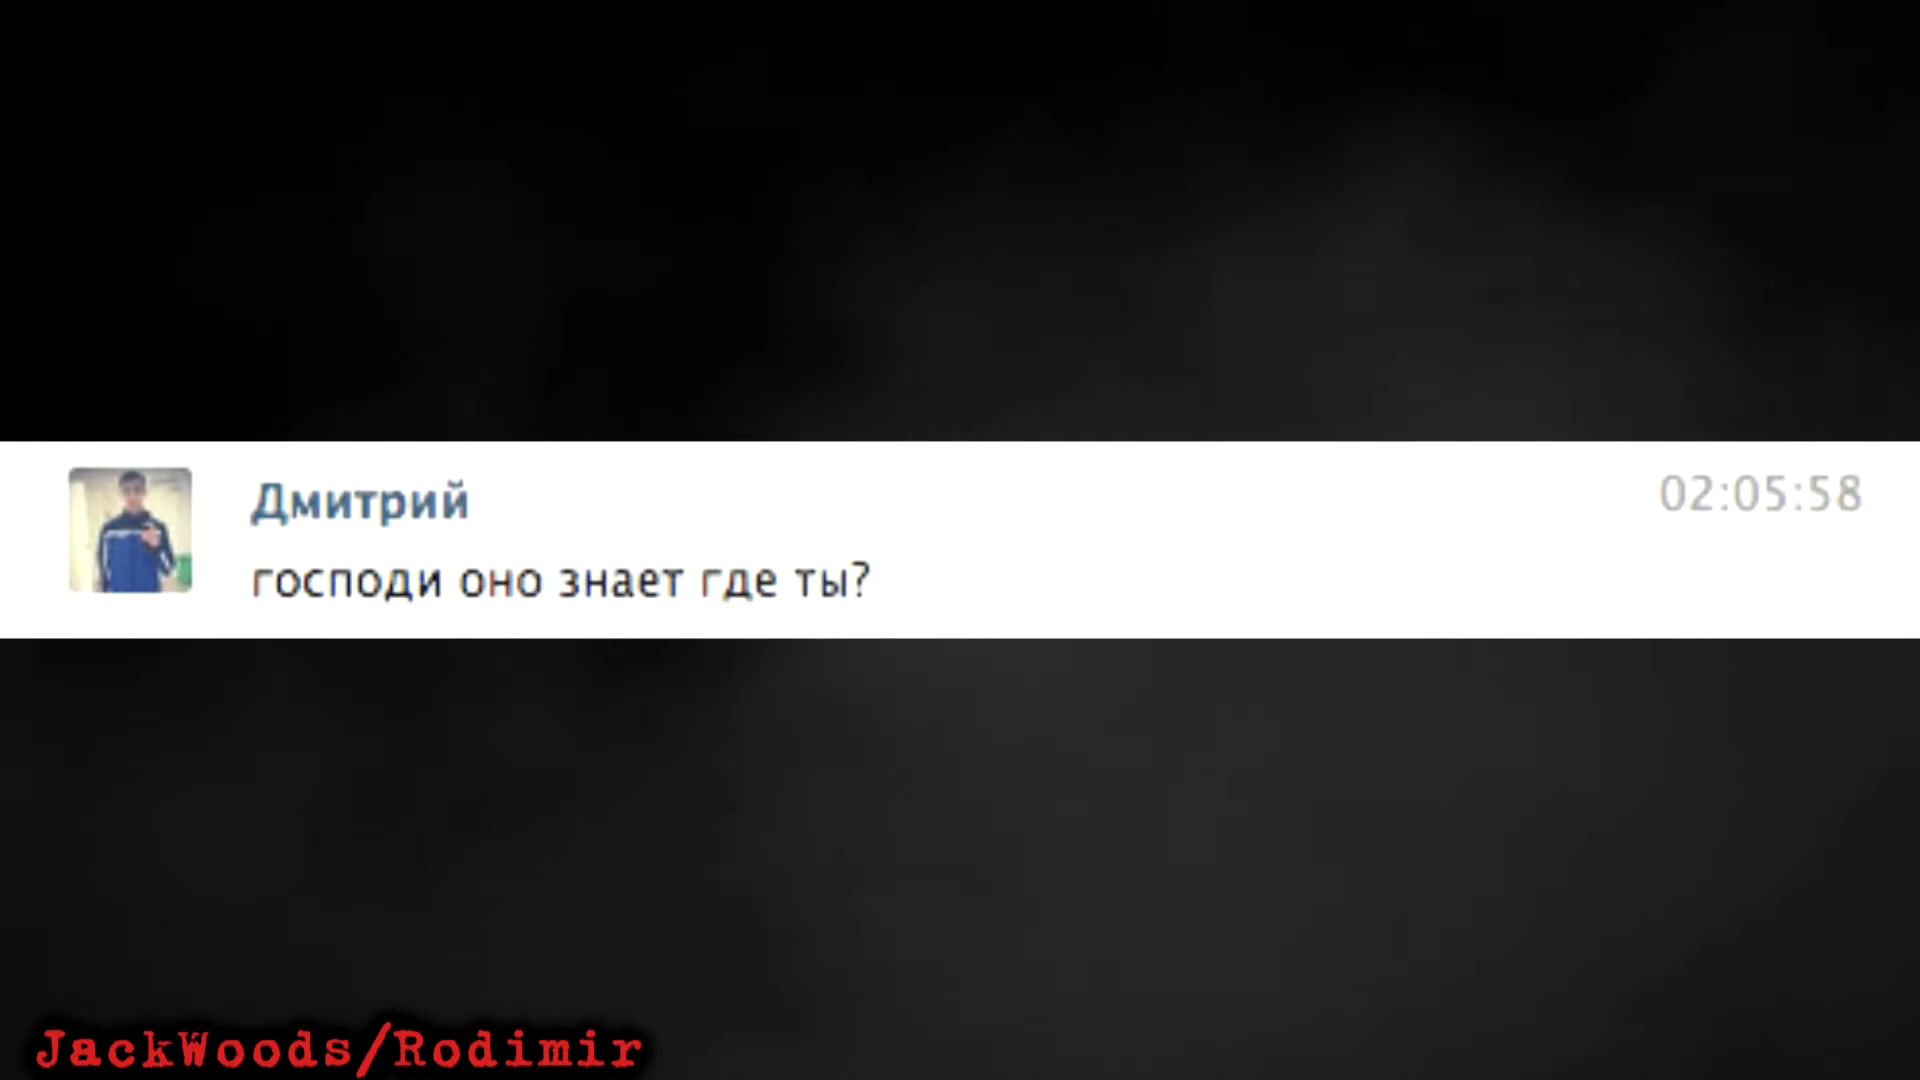 Дмитрий
02:05:58
господи оно знает где ты?
JackWoods/Rodimir